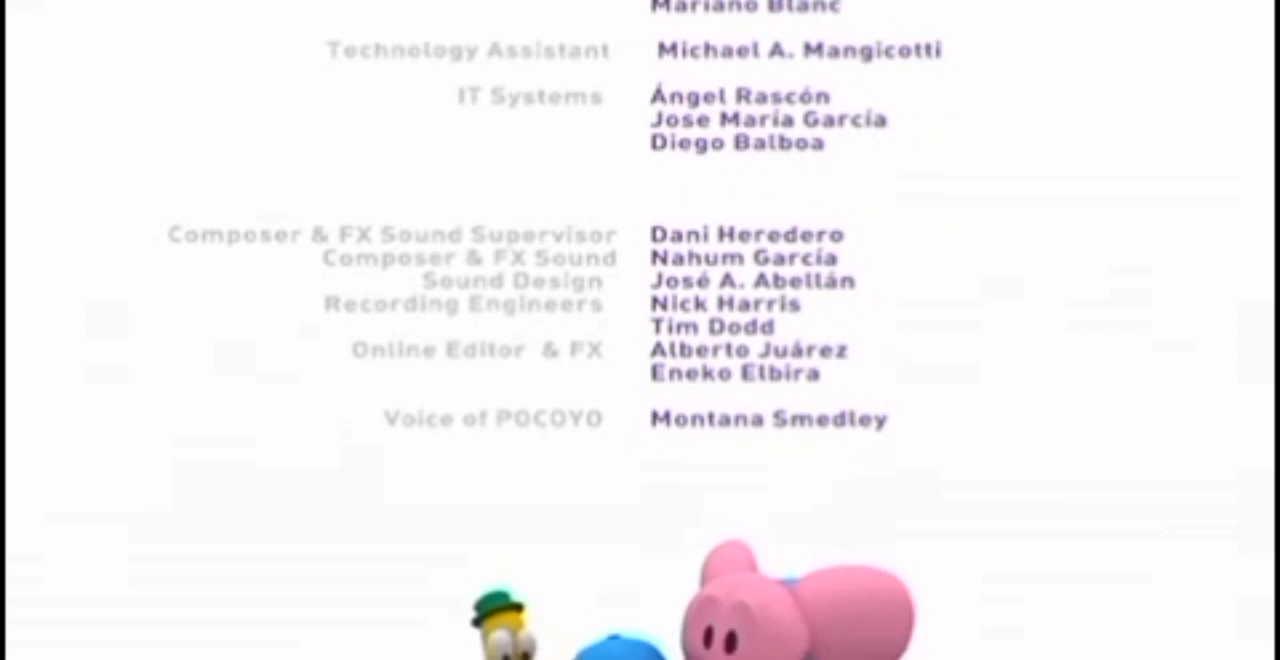 Mariano Blanc
Technology Assistant Michael A. Mangicotti
IT Systems Ángel Rascón
Jose María García
Diego Balboa
Composer & FX Sound Supervisor Dani Heredero
Composer & FX Sound Nahum García
Sound Design José A. Abellán
Recording Engineers Nick Harris
Tim Dodd
Online Editor & FX Alberto Juárez
Eneko Elbira
Voice of POCOYO Montana Smedley